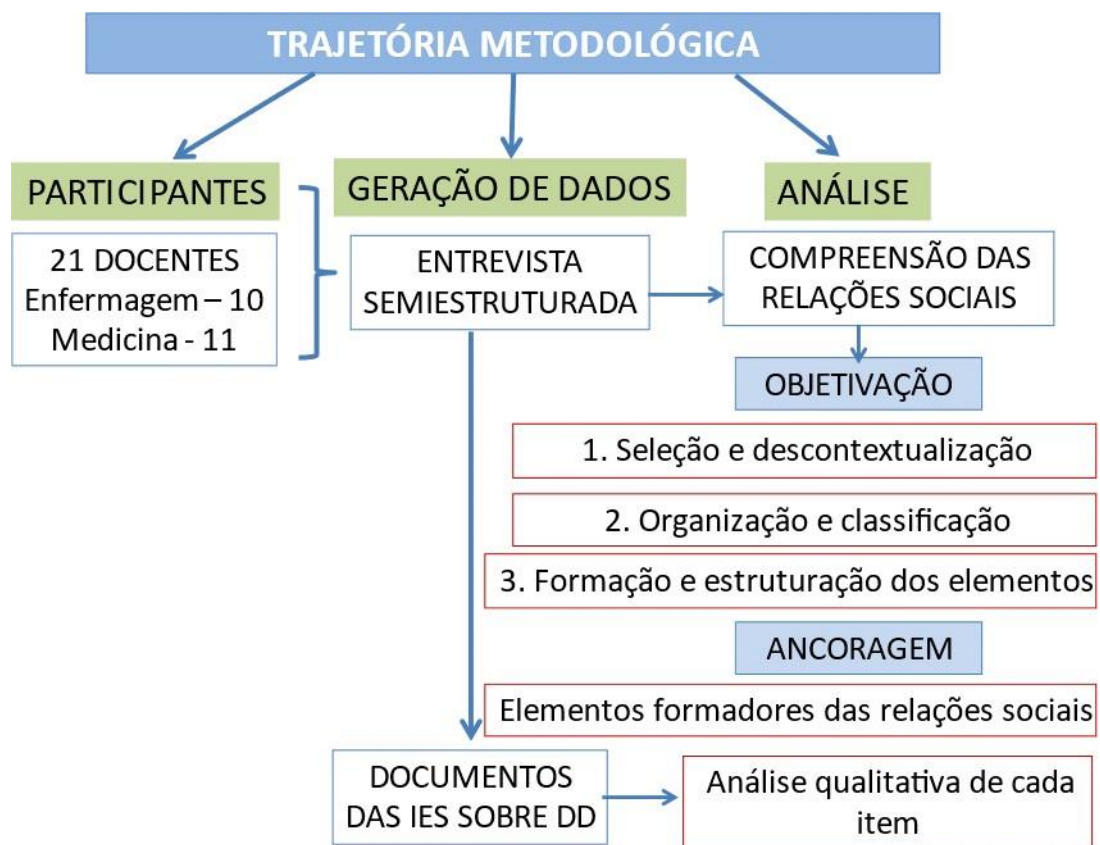 TRAJETÓRIA METODOLÓGICA
PARTICIPANTES
21 DOCENTES
Enfermagem – 10
Medicina - 11
GERAÇÃO DE DADOS
ENTREVISTA
SEMIESTRUTURADA
ANÁLISE
COMPREENSÃO DAS
RELAÇÕES SOCIAIS
OBJETIVAÇÃO
1. Seleção e descontextualização
2. Organização e classificação
3. Formação e estruturação dos elementos
ANCORAGEM
Elementos formadores das relações sociais
DOCUMENTOS
DAS IES SOBRE DD
Análise qualitativa de cada
item